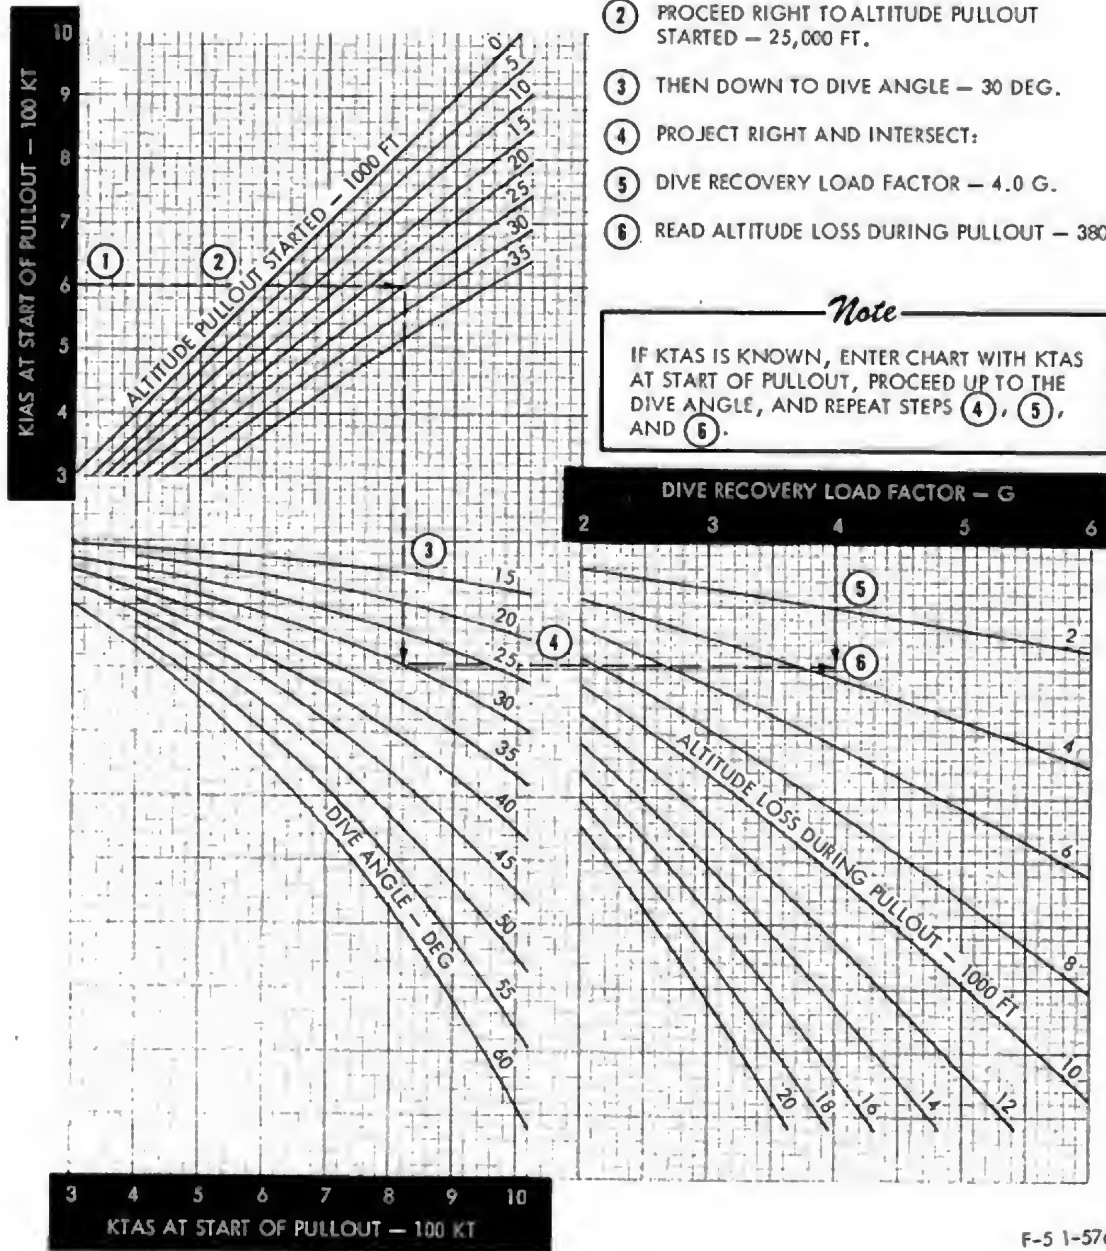 ② PROCEED RIGHT TO ALTITUDE PULLOUT
STARTED — 25,000 FT.
③ THEN DOWN TO DIVE ANGLE — 30 DEG.
④ PROJECT RIGHT AND INTERSECT:
⑤ DIVE RECOVERY LOAD FACTOR — 4.0 G.
⑥ READ ALTITUDE LOSS DURING PULLOUT — 380
Note
IF KTAS IS KNOWN, ENTER CHART WITH KTAS
AT START OF PULLOUT, PROCEED UP TO THE
DIVE ANGLE, AND REPEAT STEPS ④, ⑤,
AND ⑥.
KIAS AT START OF PULLOUT — 100 KT
10
9
8
7
6
5
4
3
ALTITUDE PULLOUT STARTED — 1000 FT
0
5
10
15
20
25
30
35
①
②
③
④
⑤
⑥
DIVE RECOVERY LOAD FACTOR — G
2 3 4 5 6
15
20
25
30
35
40
45
50
55
60
DIVE ANGLE — DEG
ALTITUDE LOSS DURING PULLOUT — 1000 FT
2
4
6
8
10
12
14
16
18
20
3 4 5 6 7 8 9 10
KTAS AT START OF PULLOUT — 100 KT